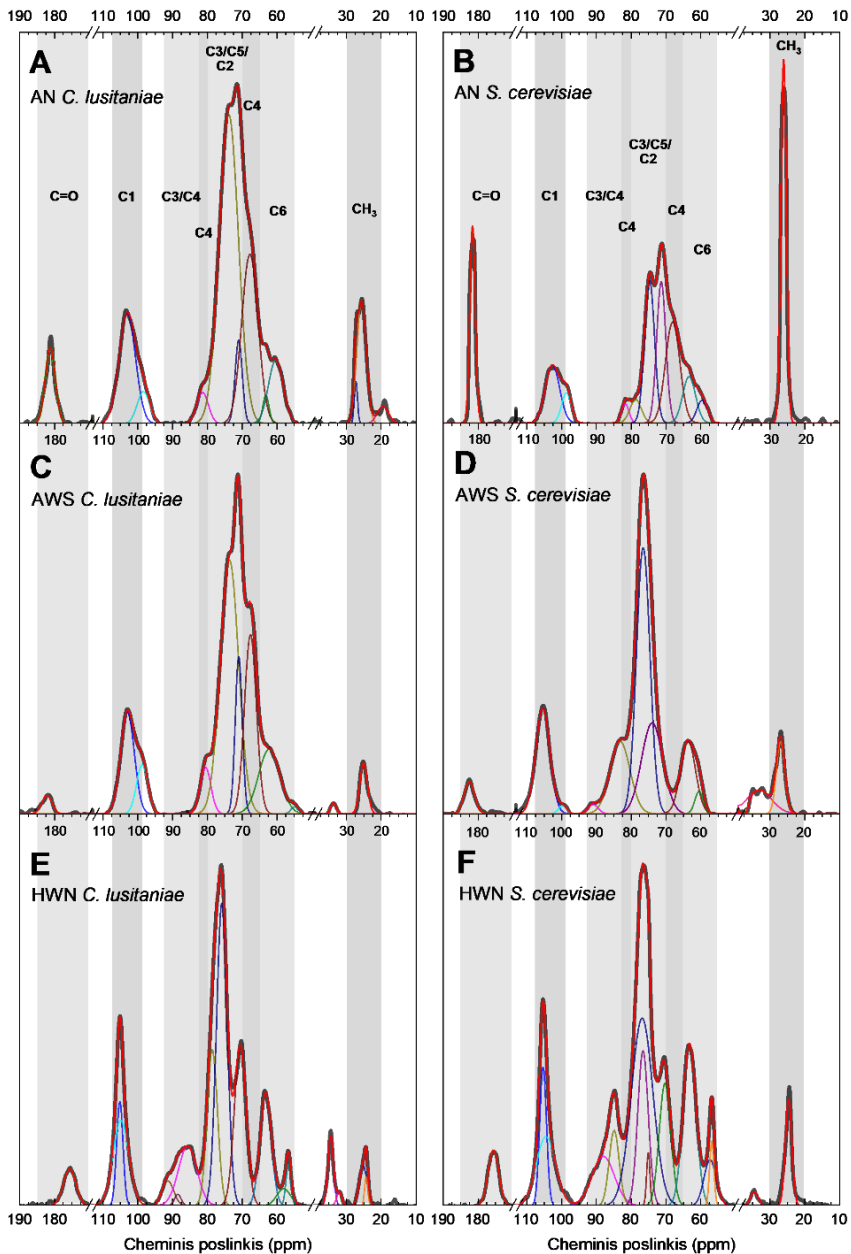 190 180 110 100 90 80 70 60 30 20 10 190 180 110 100 90 80 70 60 30 20 10
A
AN C. lusitaniae
C3/C5/
C2
C4
C=O
C1
C3/C4
C4
C6
CH3
180 110 100 90 80 70 60 30 20
B
AN S. cerevisiae
CH3
C3/C5/
C2
C=O
C1
C3/C4
C4
C4
C6
180 110 100 90 80 70 60 30 20
C
AWS C. lusitaniae
180 110 100 90 80 70 60 30 20
D
AWS S. cerevisiae
180 110 100 90 80 70 60 30 20
E
HWN C. lusitaniae
190 180 110 100 90 80 70 60 30 20 10
Cheminis poslinkis (ppm)
F
HWN S. cerevisiae
190 180 110 100 90 80 70 60 30 20 10
Cheminis poslinkis (ppm)